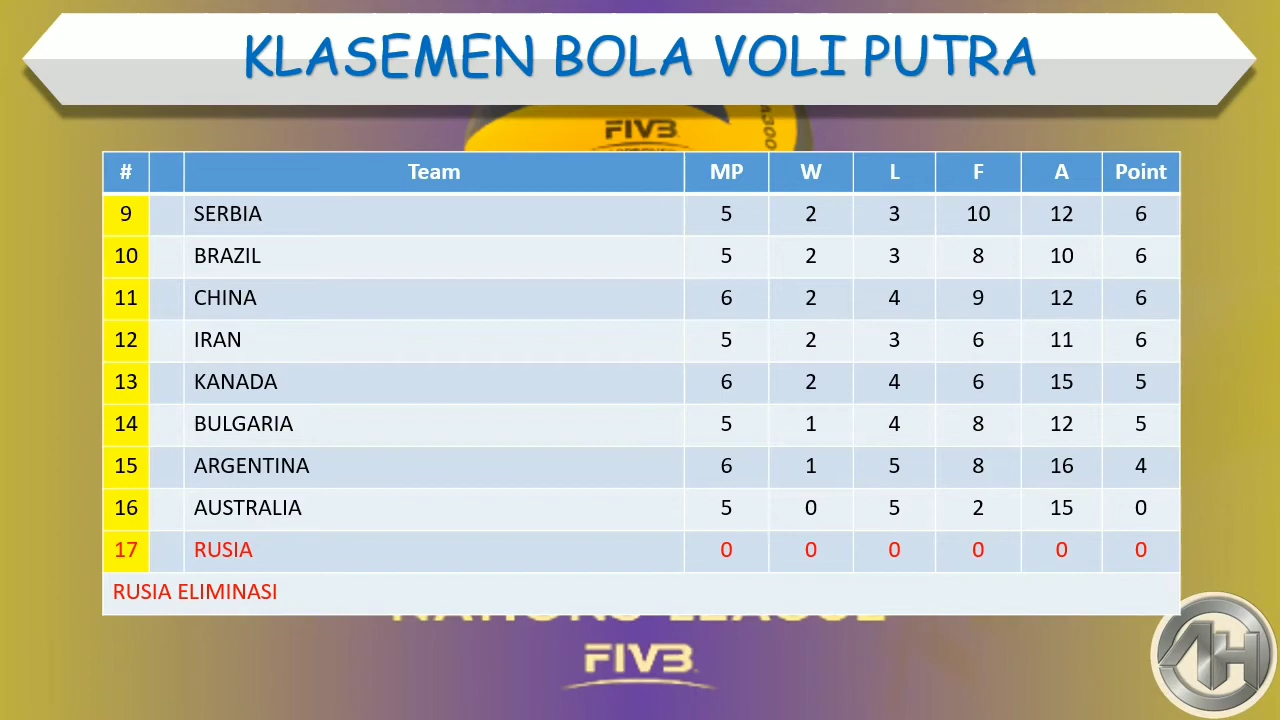 KLASEMEN BOLA VOLI PUTRA
FIVB
# Team MP W L F A Point
9 SERBIA 5 2 3 10 12 6
10 BRAZIL 5 2 3 8 10 6
11 CHINA 6 2 4 9 12 6
12 IRAN 5 2 3 6 11 6
13 KANADA 6 2 4 6 15 5
14 BULGARIA 5 1 4 8 12 5
15 ARGENTINA 6 1 5 8 16 4
16 AUSTRALIA 5 0 5 2 15 0
17 RUSIA 0 0 0 0 0 0
RUSIA ELIMINASI
NATIONS LEAGUE
FIVB
AH